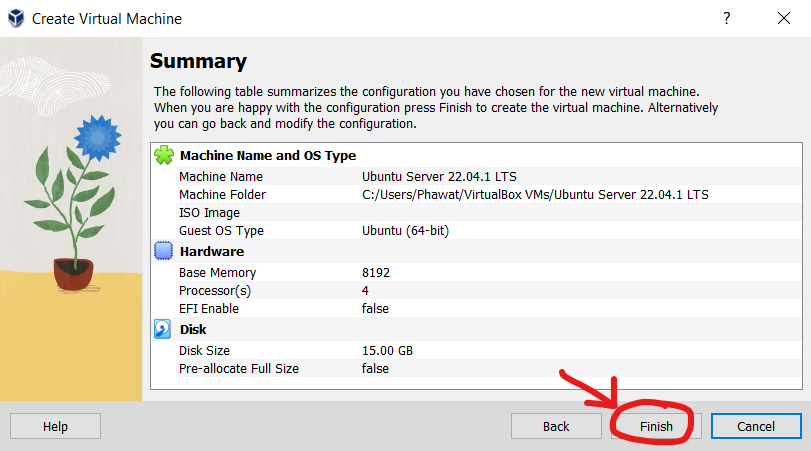 Create Virtual Machine
?
Summary
The following table summarizes the configuration you have chosen for the new virtual machine.
When you are happy with the configuration press Finish to create the virtual machine. Alternatively
you can go back and modify the configuration.
Machine Name and OS Type
Machine Name Ubuntu Server 22.04.1 LTS
Machine Folder C:/Users/Phawat/VirtualBox VMs/Ubuntu Server 22.04.1 LTS
ISO Image
Guest OS Type Ubuntu (64-bit)
Hardware
Base Memory 8192
Processor(s) 4
EFI Enable false
Disk
Disk Size 15.00 GB
Pre-allocate Full Size false
Help Back Finish Cancel